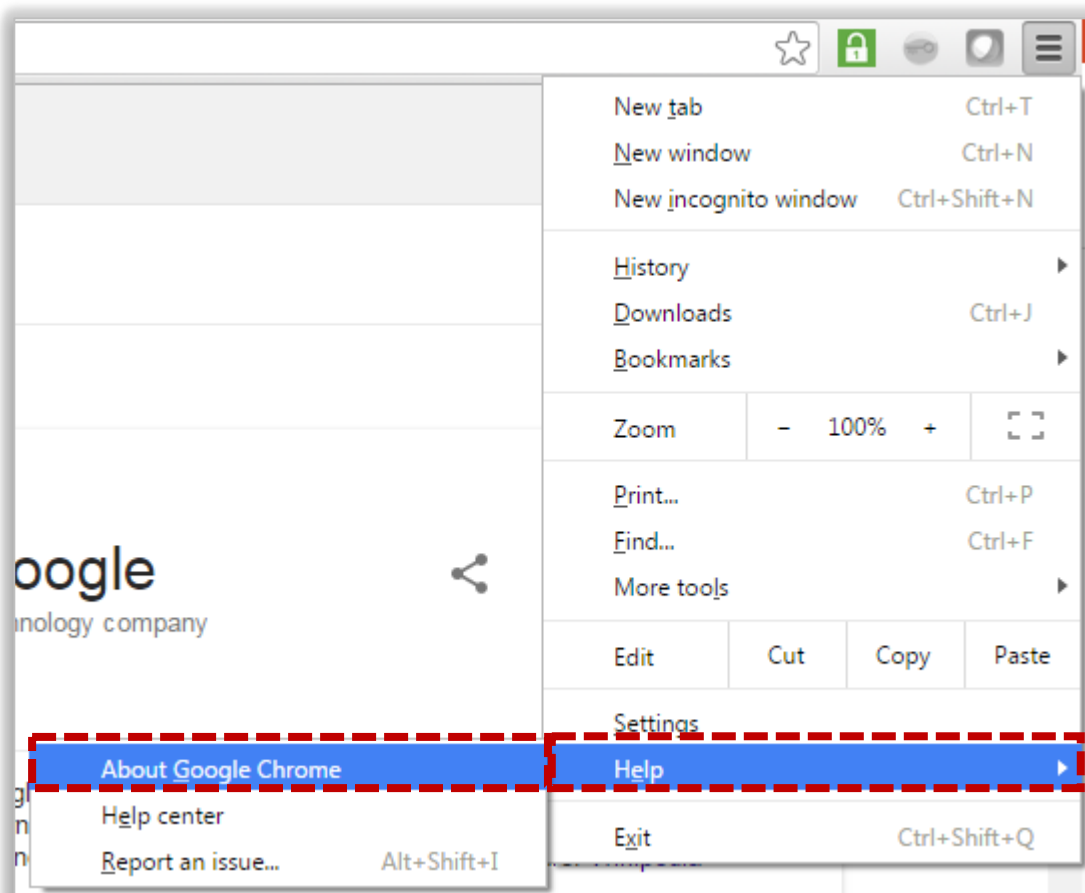 1
New tab Ctrl+T
New window Ctrl+N
New incognito window Ctrl+Shift+N
History
Downloads Ctrl+J
Bookmarks
Zoom - 100% +
Print... Ctrl+P
Find... Ctrl+F
More tools
Edit Cut Copy Paste
Settings
Help
Exit Ctrl+Shift+Q
About Google Chrome
Help center
Report an issue... Alt+Shift+I
oogle
nology company